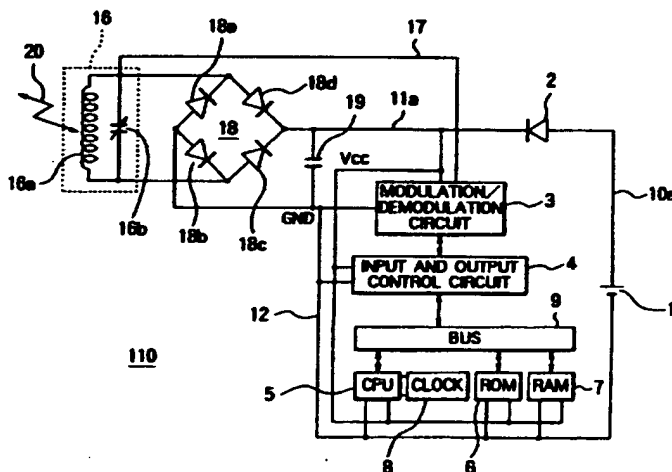 16
17
18a
20
18d
2
19
11a
18
Vcc
16a
10a
MODULATION/
DEMODULATION
CIRCUIT
3
16b
18b
18c
GND
INPUT AND OUTPUT
CONTROL CIRCUIT
4
1
12
9
BUS
110
5
CPU
CLOCK
ROM
RAM
7
8
6